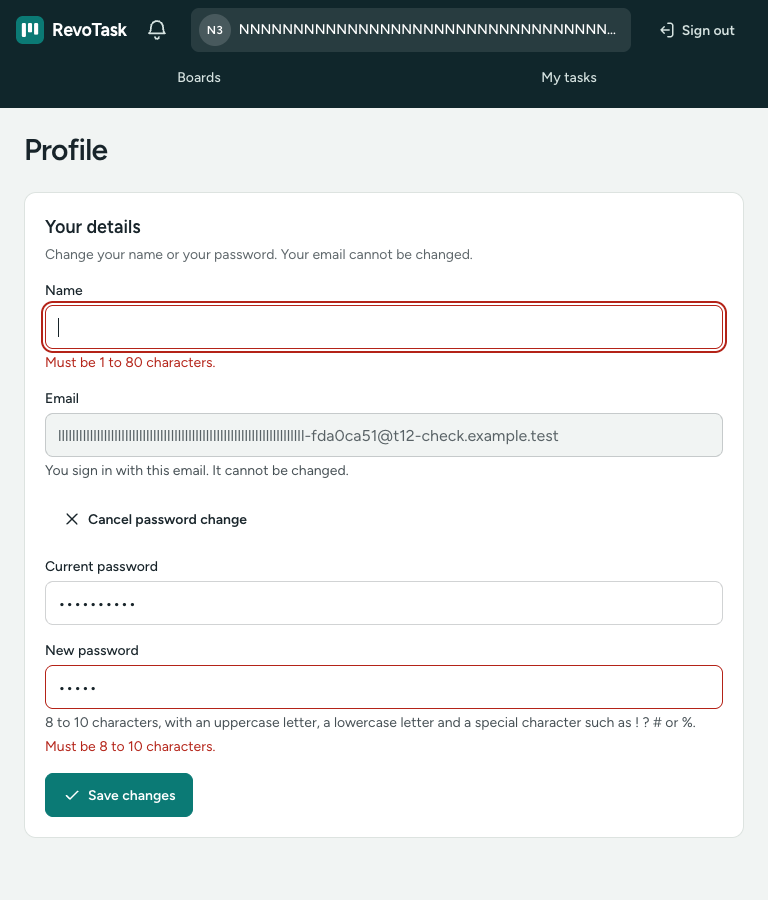 RevoTask
N3 NNNNNNNNNNNNNNNNNNNNNNNNNNNNNNNNNN...
Sign out
Boards
My tasks
Profile
Your details
Change your name or your password. Your email cannot be changed.
Name
Must be 1 to 80 characters.
Email
-fda0ca51@t12-check.example.test
You sign in with this email. It cannot be changed.
Cancel password change
Current password
••••••••••
New password
•••••
8 to 10 characters, with an uppercase letter, a lowercase letter and a special character such as ! ? # or %.
Must be 8 to 10 characters.
Save changes